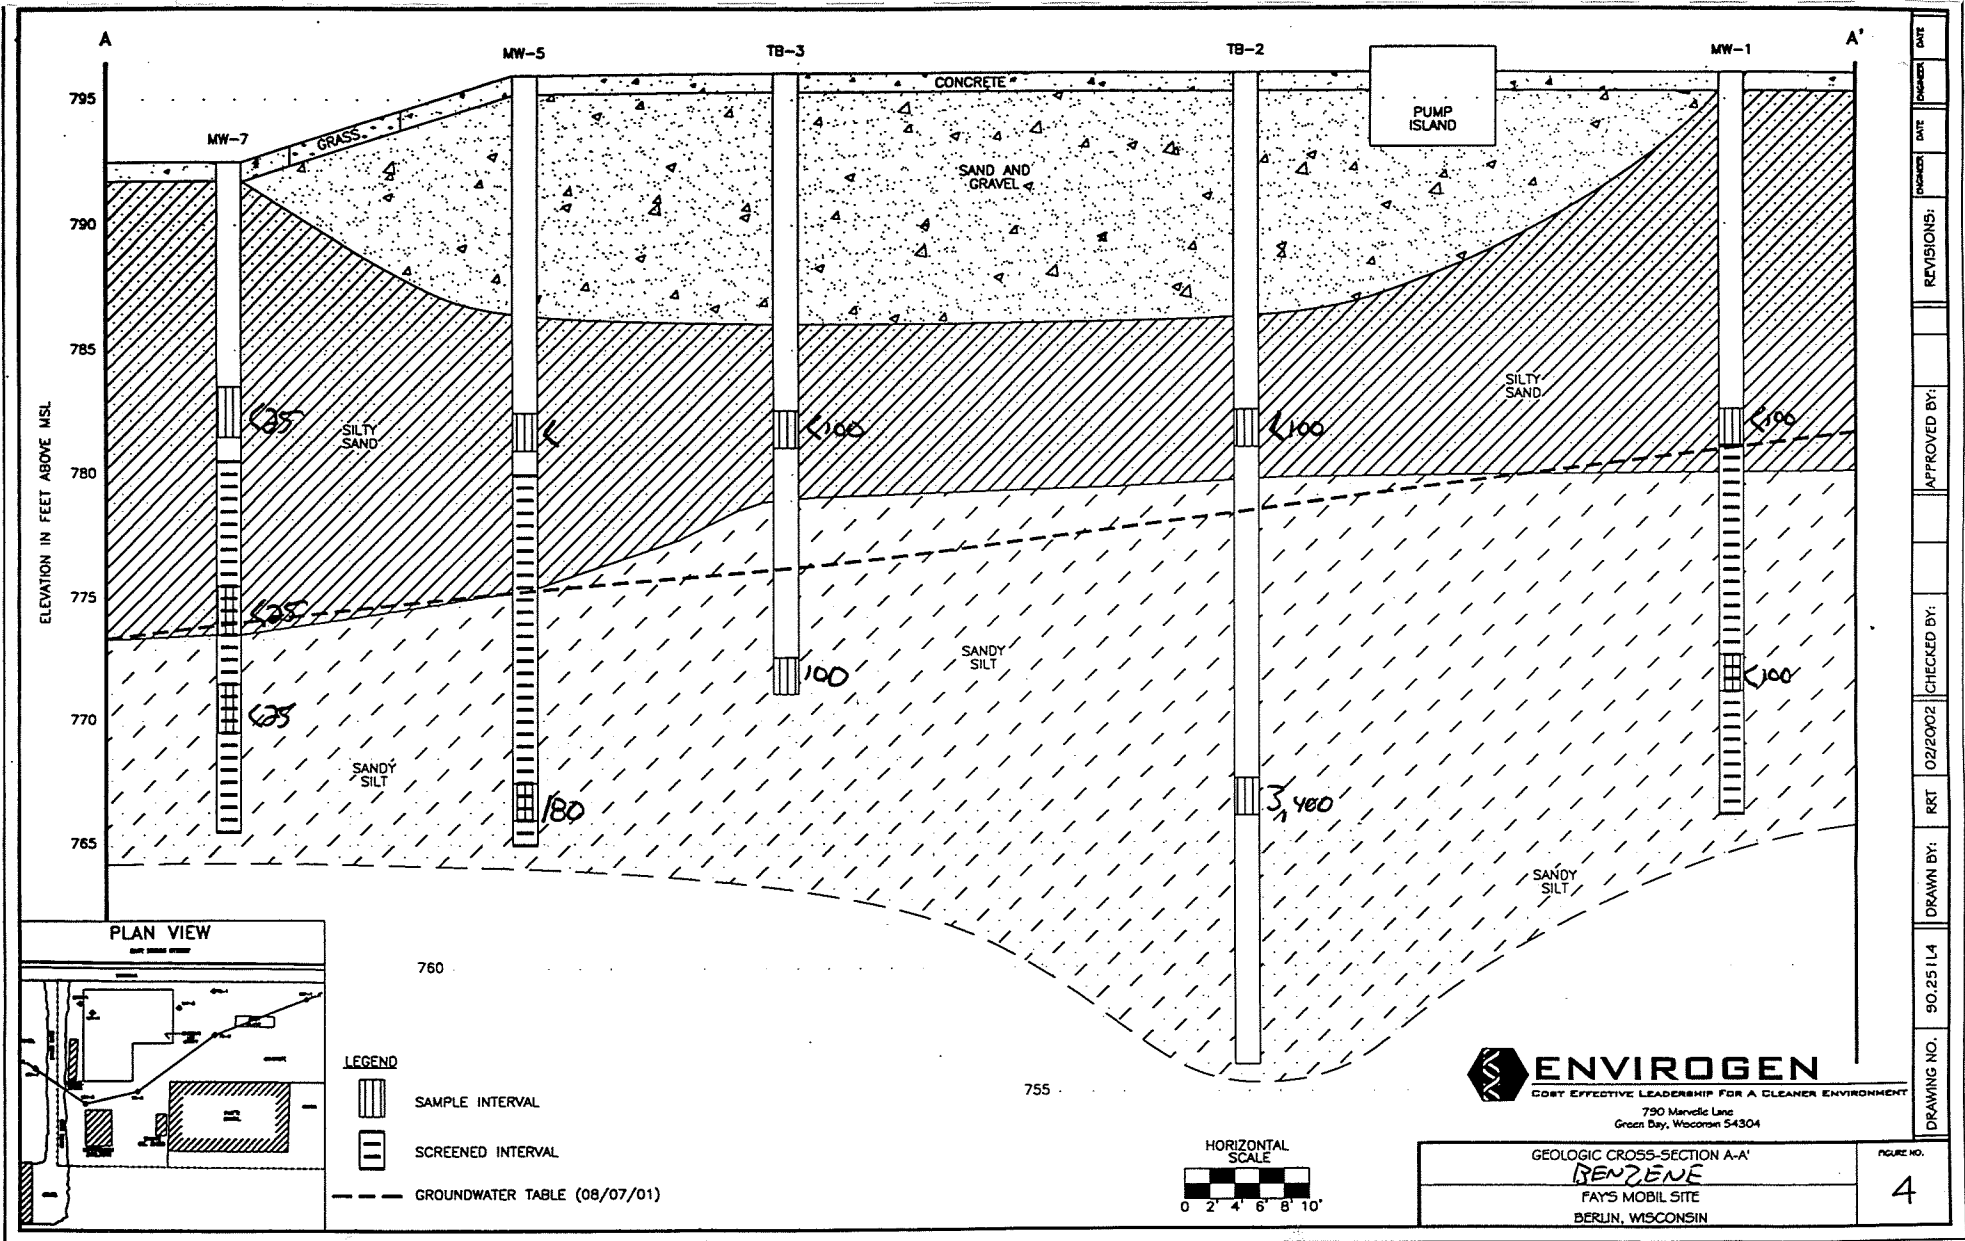 A
MW-5
TB-3
TB-2
MW-1
A'
795
CONCRETE
PUMP
ISLAND
MW-7
GRASS
SAND AND
GRAVEL
790
785
SILTY
SAND
<25
SILTY
SAND
<
<100
<100
<100
780
ELEVATION IN FEET ABOVE MSL
775
<25
SANDY
SILT
100
<100
770
<25
SANDY
SILT
180
3,400
765
SANDY
SILT
PLAN VIEW
760
755
LEGEND
SAMPLE INTERVAL
SCREENED INTERVAL
GROUNDWATER TABLE (08/07/01)
HORIZONTAL
SCALE
0 2' 4' 6' 8' 10'
ENVIROGEN
COST EFFECTIVE LEADERSHIP FOR A CLEANER ENVIRONMENT
790 Marvelle Lane
Green Bay, Wisconsin 54304
GEOLOGIC CROSS-SECTION A-A'
BENZENE
FAY'S MOBIL SITE
BERLIN, WISCONSIN
FIGURE NO.
4
DRAWING NO. 90.251L4 DRAWN BY: RRT 02/20/02 CHECKED BY: APPROVED BY: REVISIONS: ENGINEER DATE ENGINEER DATE